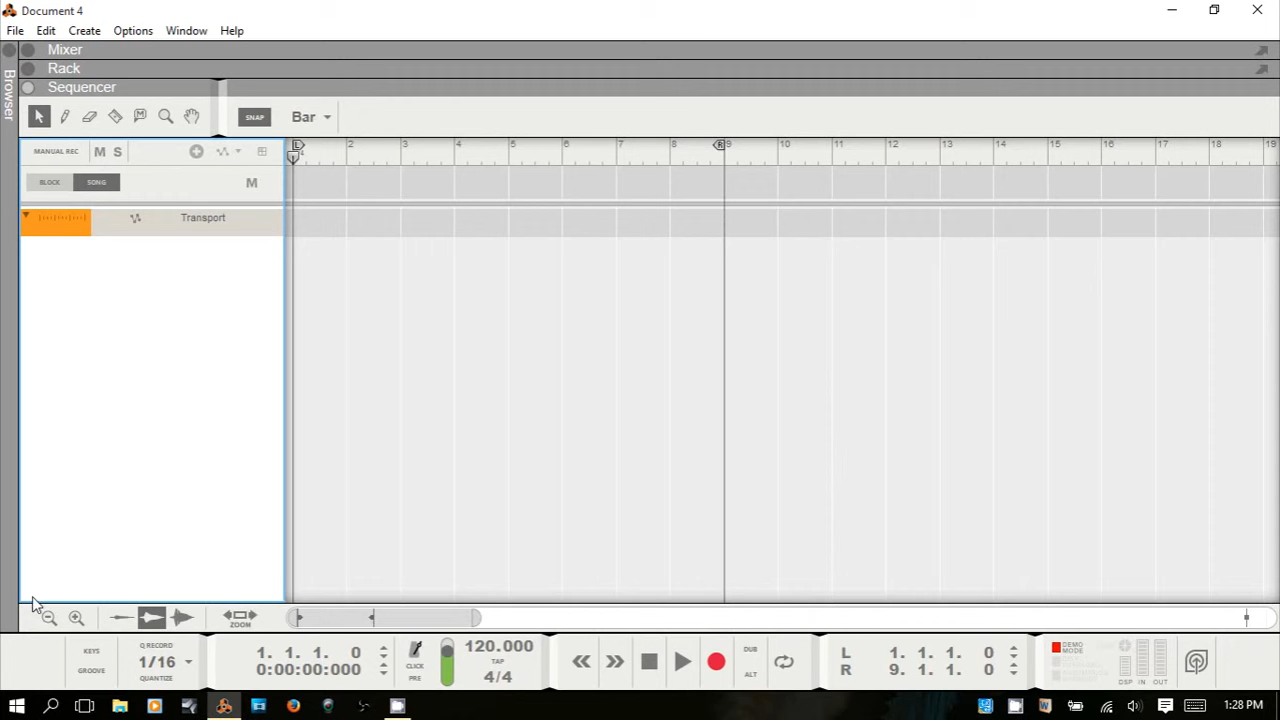 Document 4
File Edit Create Options Window Help
Mixer
Rack
Sequencer
Browser
SNAP Bar
MANUAL REC M S
L 2 3 4 5 6 7 8 R 9 10 11 12 13 14 15 16 17 18 19
BLOCK SONG M
Transport
ZOOM
KEYS
GROOVE
Q RECORD
1/16
QUANTIZE
1. 1. 1. 0
0:00:00:000
CLICK
PRE
120.000
TAP
4/4
DUB
ALT
L 1. 1. 1. 0
R 9. 1. 1. 0
DEMO MODE
DSP IN OUT
1:28 PM